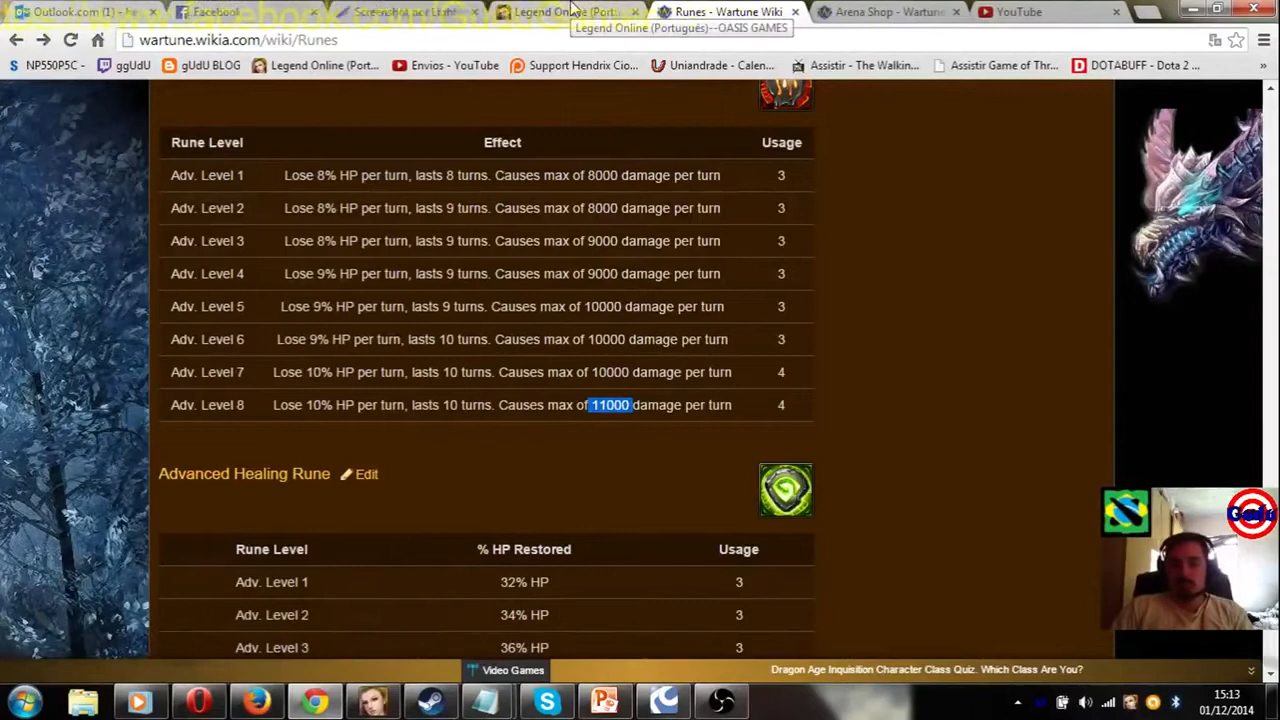 Outlook.com (1) - he
Facebook
Screenshot por Light
Legend Online (Portu
Runes - Wartune Wiki
Arena Shop - Wartune
YouTube
wartune.wikia.com/wiki/Runes
Legend Online (Português)--OASIS GAMES
NP550P5C -
ggUdU
gUdU BLOG
Legend Online (Port...
Envios - YouTube
Support Hendrix Cio...
Uniandrade - Calen...
Assistir - The Walkin...
Assistir Game of Thr...
DOTABUFF - Dota 2 ...
Rune Level Effect Usage
Adv. Level 1 Lose 8% HP per turn, lasts 8 turns. Causes max of 8000 damage per turn 3
Adv. Level 2 Lose 8% HP per turn, lasts 9 turns. Causes max of 8000 damage per turn 3
Adv. Level 3 Lose 8% HP per turn, lasts 9 turns. Causes max of 9000 damage per turn 3
Adv. Level 4 Lose 9% HP per turn, lasts 9 turns. Causes max of 9000 damage per turn 3
Adv. Level 5 Lose 9% HP per turn, lasts 9 turns. Causes max of 10000 damage per turn 3
Adv. Level 6 Lose 9% HP per turn, lasts 10 turns. Causes max of 10000 damage per turn 3
Adv. Level 7 Lose 10% HP per turn, lasts 10 turns. Causes max of 10000 damage per turn 4
Adv. Level 8 Lose 10% HP per turn, lasts 10 turns. Causes max of 11000 damage per turn 4
Advanced Healing Rune Edit
Gudu
Rune Level % HP Restored Usage
Adv. Level 1 32% HP 3
Adv. Level 2 34% HP 3
Adv. Level 3 36% HP 3
Video Games
Dragon Age Inquisition Character Class Quiz. Which Class Are You?
15:13
01/12/2014